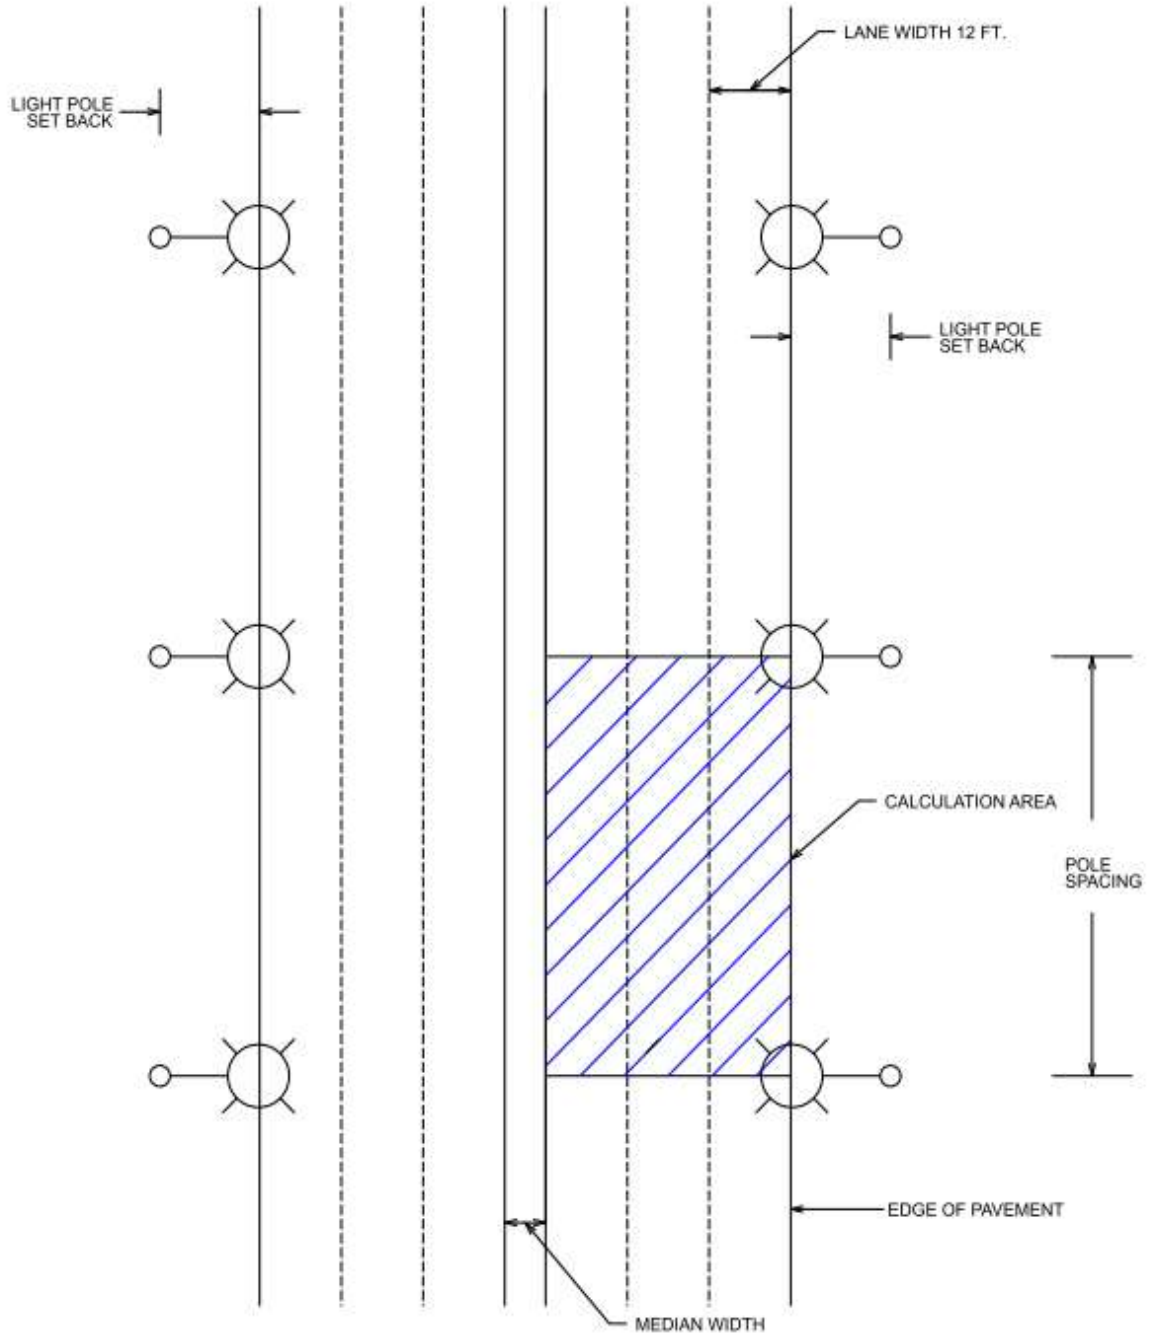 LANE WIDTH 12 FT.
LIGHT POLE
SET BACK
LIGHT POLE
SET BACK
CALCULATION AREA
POLE
SPACING
EDGE OF PAVEMENT
MEDIAN WIDTH